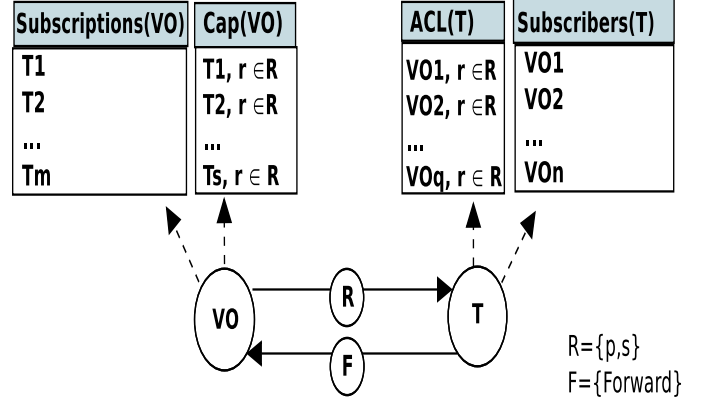 Subscriptions(VO)
T1
T2
...
Tm
Cap(VO)
T1, r ∈R
T2, r ∈R
...
Ts, r ∈ R
ACL(T)
VO1, r ∈R
VO2, r ∈R
...
VOq, r ∈ R
Subscribers(T)
VO1
VO2
...
VOn
VO
R
T
F
R={p,s}
F={Forward}